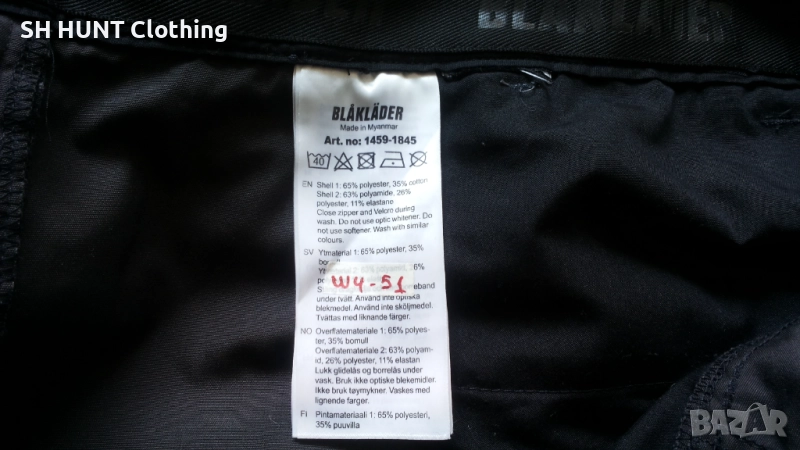 SH HUNT Clothing
BLÅKLÄDER
BLÅKLÄDER
Made in Myanmar
Art. no: 1459-1845
40
EN Shell 1: 65% polyester, 35% cotton
Shell 2: 63% polyamide, 26%
polyester, 11% elastane
Close zipper and Velcro during
wash. Do not use optic whitener. Do
not use softener. Wash with similar
colours.
SV Ytmaterial 1: 65% polyester, 35%
6%
W4-51
eband
under tvätt. Använd inte optiska
blekmedel. Använd inte sköljmedel.
Tvättas med liknande färger.
NO Overflatemateriale 1: 65% polyes-
ter, 35% bomull
Overflatemateriale 2: 63% polyam-
id, 26% polyester, 11% elastan
Lukk glidelås og borrelås under
vask. Bruk ikke optiske blekemidler.
Ikke bruk tøymykner. Vaskes med
lignende farger.
FI Pintamateriaali 1: 65% polyesteri,
35% puuvilla
BAZAR